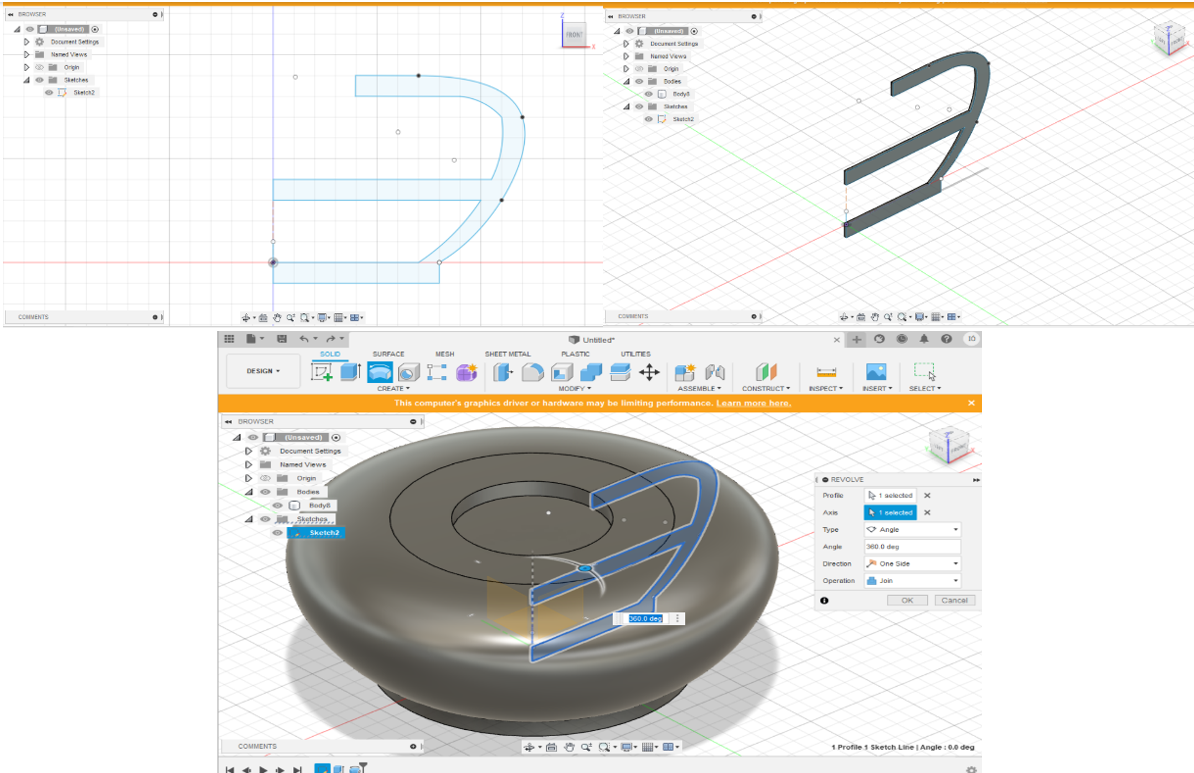 BROWSER
(Unsaved)
Document Settings
Named Views
Origin
Sketches
Sketch2
Z
FRONT
X
COMMENTS
BROWSER
(Unsaved)
Document Settings
Named Views
Origin
Bodies
Body8
Sketches
Sketch2
COMMENTS
Untitled*
10
DESIGN
SOLID SURFACE MESH SHEET METAL PLASTIC UTILITIES
CREATE MODIFY ASSEMBLE CONSTRUCT INSPECT INSERT SELECT
This computer's graphics driver or hardware may be limiting performance. Learn more here.
BROWSER
(Unsaved)
Document Settings
Named Views
Origin
Bodies
Body8
Sketches
Sketch2
REVOLVE
Profile 1 selected
Axis 1 selected
Type Angle
Angle 360.0 deg
Direction One Side
Operation Join
OK Cancel
360.0 deg
COMMENTS
1 Profile 1 Sketch Line | Angle : 0.0 deg